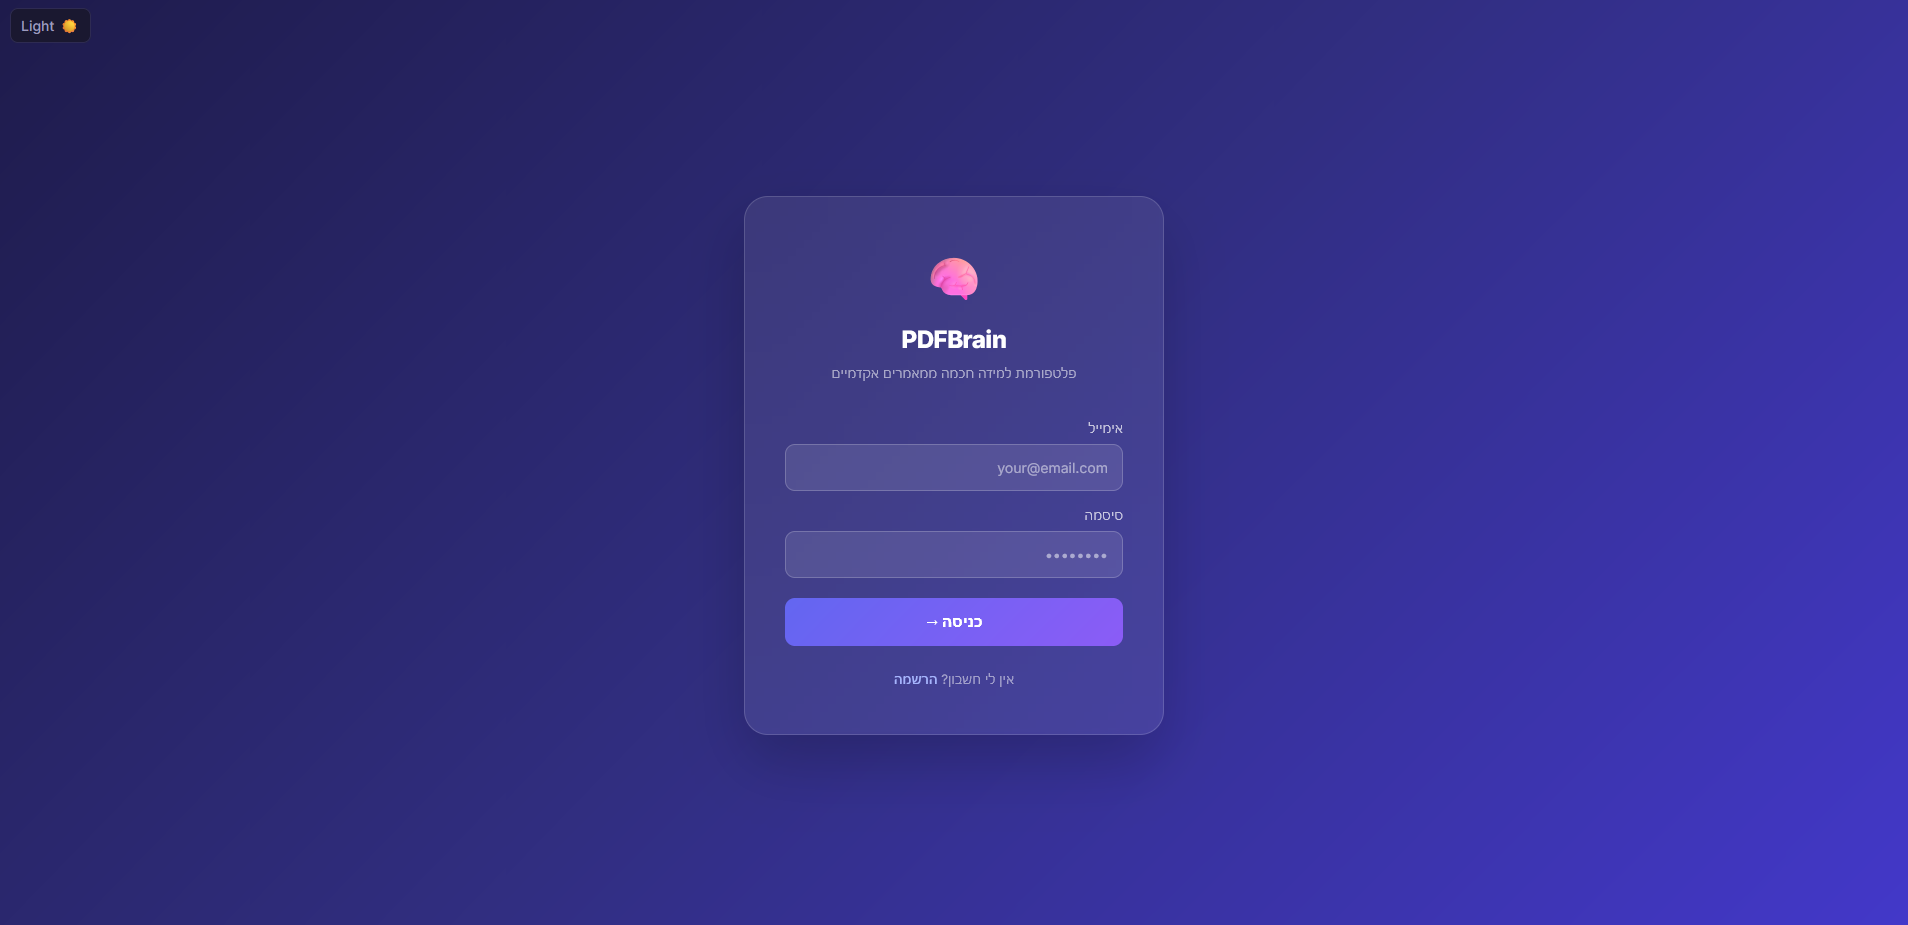 Light
PDFBrain
פלטפורמת למידה חכמה ממאמרים אקדמיים
אימייל
your@email.com
סיסמה
••••••••
כניסה →
אין לי חשבון? הרשמה